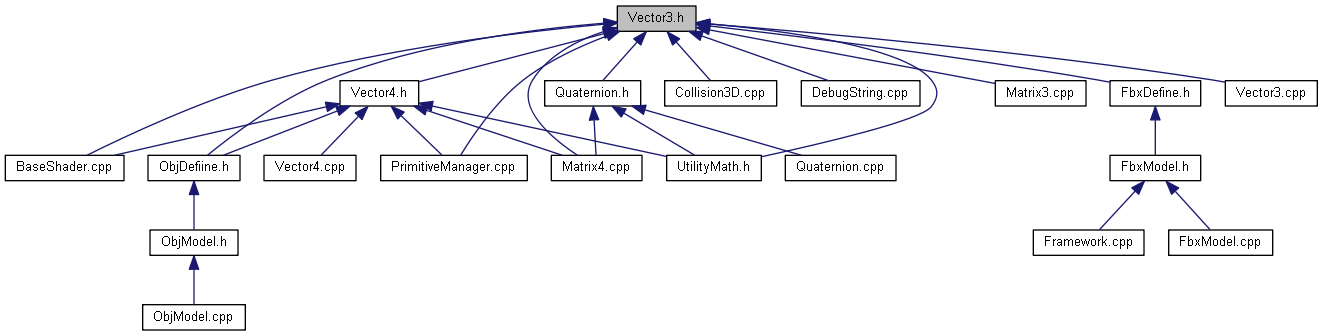 Vector3.h
Vector4.h
Quaternion.h
Collision3D.cpp
DebugString.cpp
Matrix3.cpp
FbxDefine.h
Vector3.cpp
BaseShader.cpp
ObjDefiine.h
Vector4.cpp
PrimitiveManager.cpp
Matrix4.cpp
UtilityMath.h
Quaternion.cpp
FbxModel.h
ObjModel.h
Framework.cpp
FbxModel.cpp
ObjModel.cpp